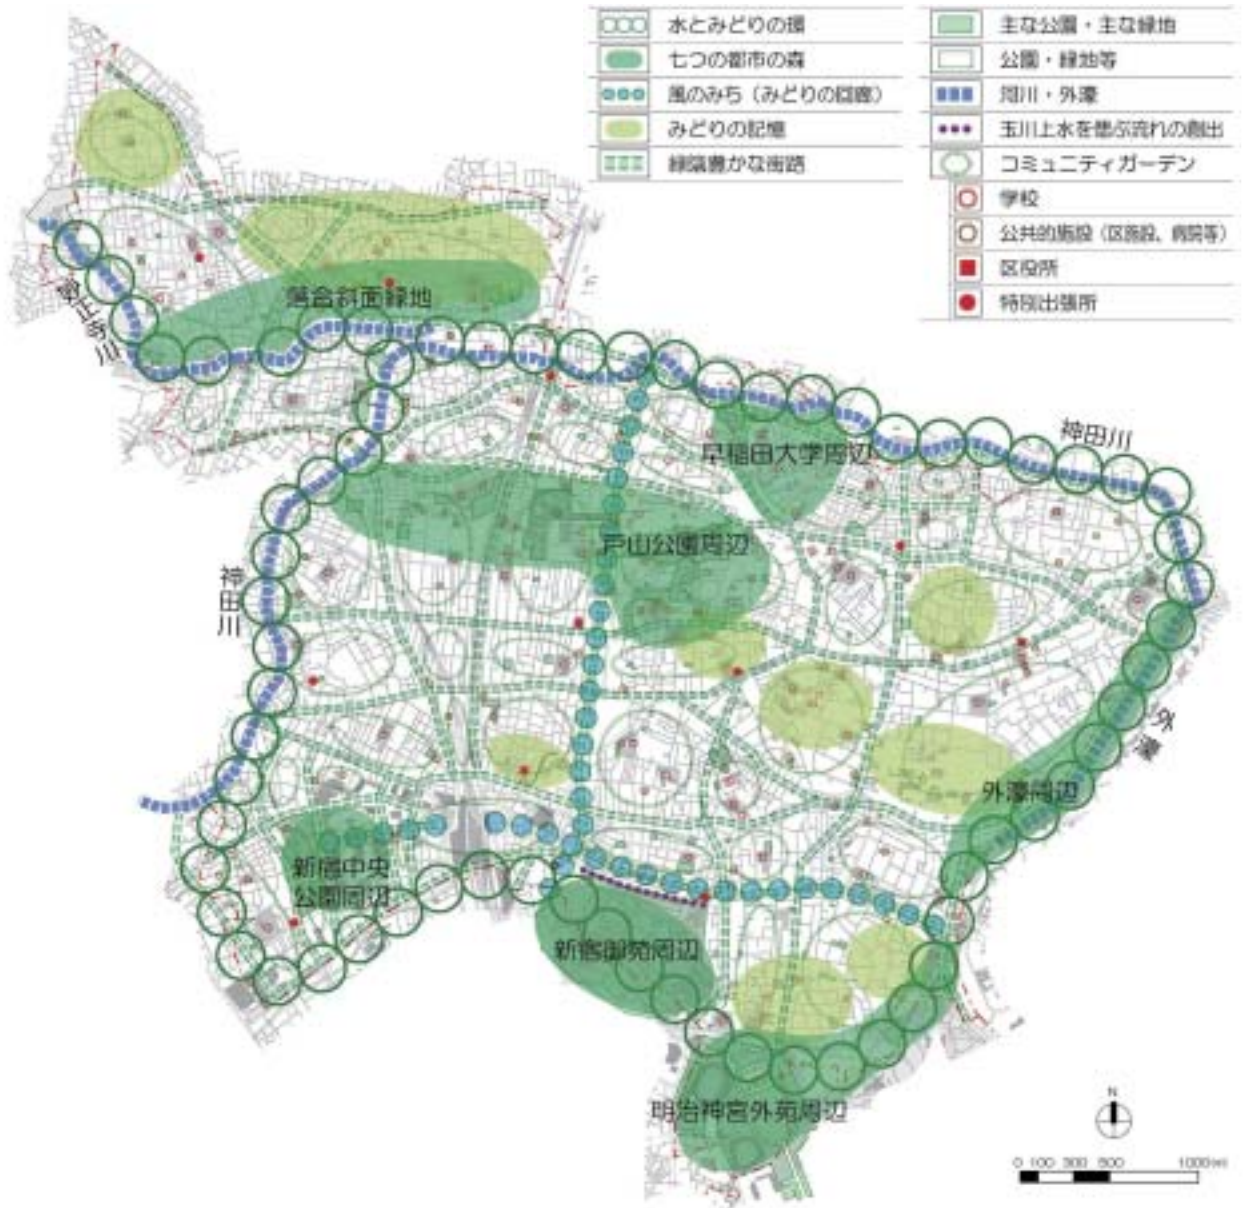 水とみどりの環
七つの都市の森
風のみち（みどりの回廊）
みどりの記憶
緑陰豊かな街路
主な公園・主な緑地
公園・緑地等
河川・外濠
玉川上水を偲ぶ流れの創出
コミュニティガーデン
学校
公共的施設（区施設、病院等）
区役所
特別出張所
落合斜面緑地
妙正寺川
神田川
早稲田大学周辺
戸山公園周辺
神田川
外濠
外濠周辺
新宿中央
公園周辺
新宿御苑周辺
明治神宮外苑周辺
N
0 100 300 500 1000(m)